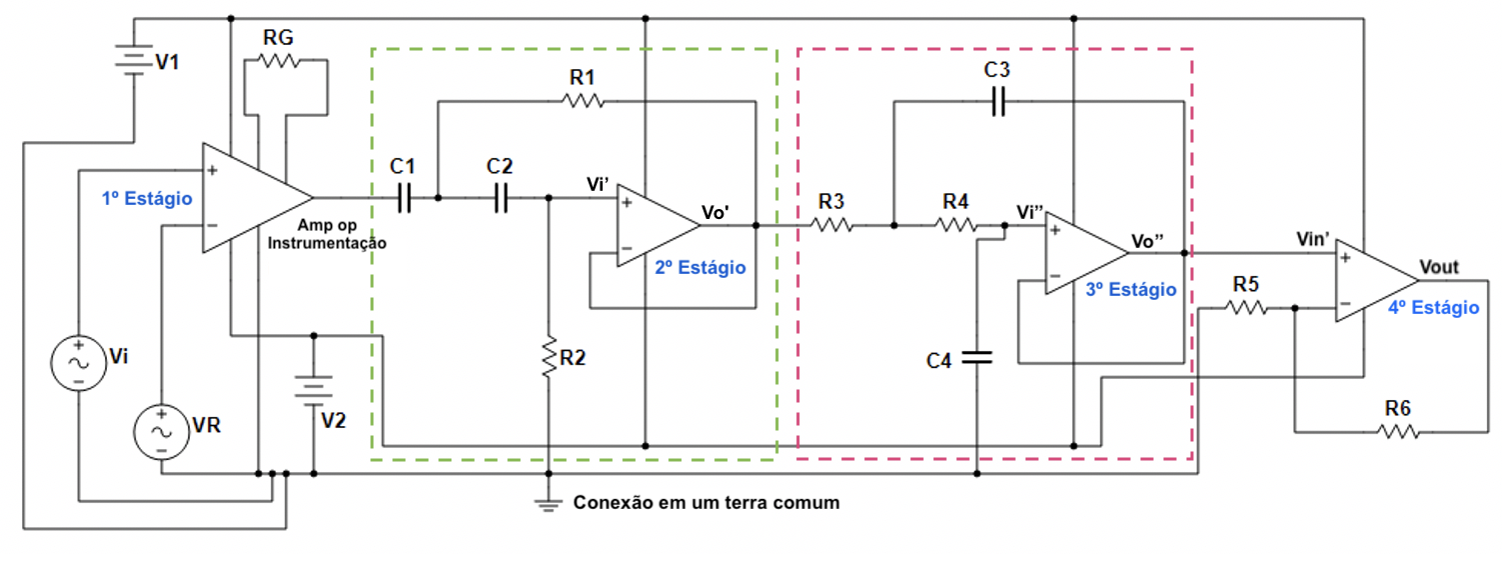 V1
RG
R1
C3
C1
C2
Vi’
+
−
Vo'
R3
R4
Vi”
+
−
Vo”
Vin’
+
−
Vout
1º Estágio
+
−
Amp op
Instrumentação
2º Estágio
3º Estágio
R5
4º Estágio
+
−
Vi
R2
C4
+
−
VR
V2
R6
Conexão em um terra comum